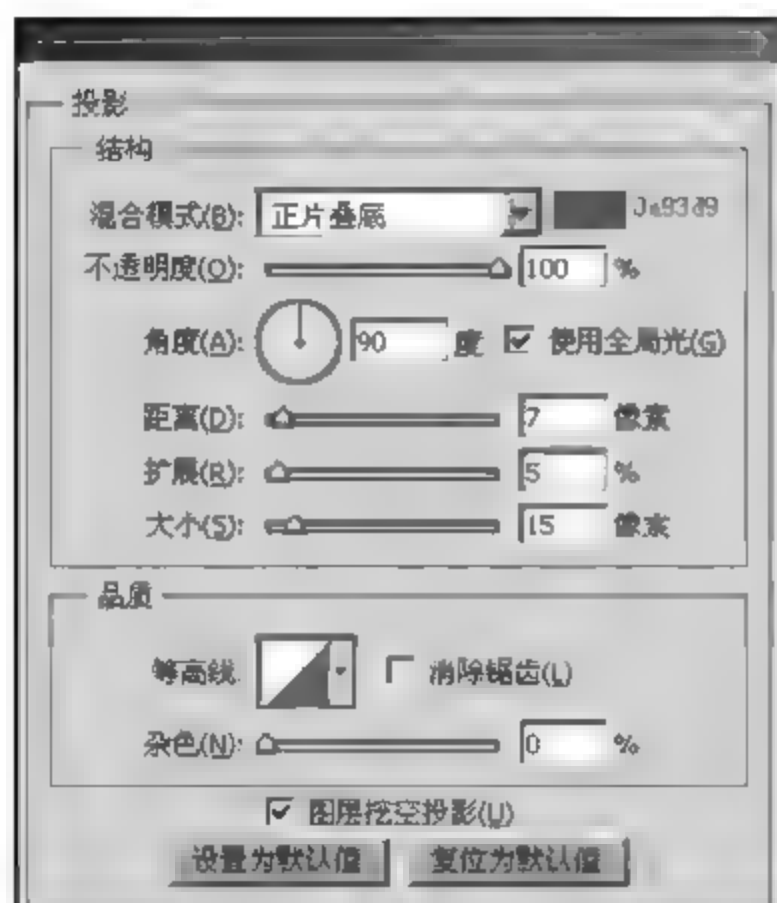 投影
结构
混合模式(B): 正片叠底
不透明度(O): 100 %
角度(A): 90 度 使用全局光(G)
距离(D): 7 像素
扩展(R): 5 %
大小(S): 15 像素
品质
等高线: 消除锯齿(L)
杂色(N): 0 %
图层挖空投影(U)
设置为默认值 复位为默认值